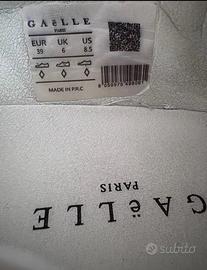 GAëLLE
PARIS
EUR UK US
39 6 8.5
MADE IN P.R.C
GAëLLE
PARIS
subito